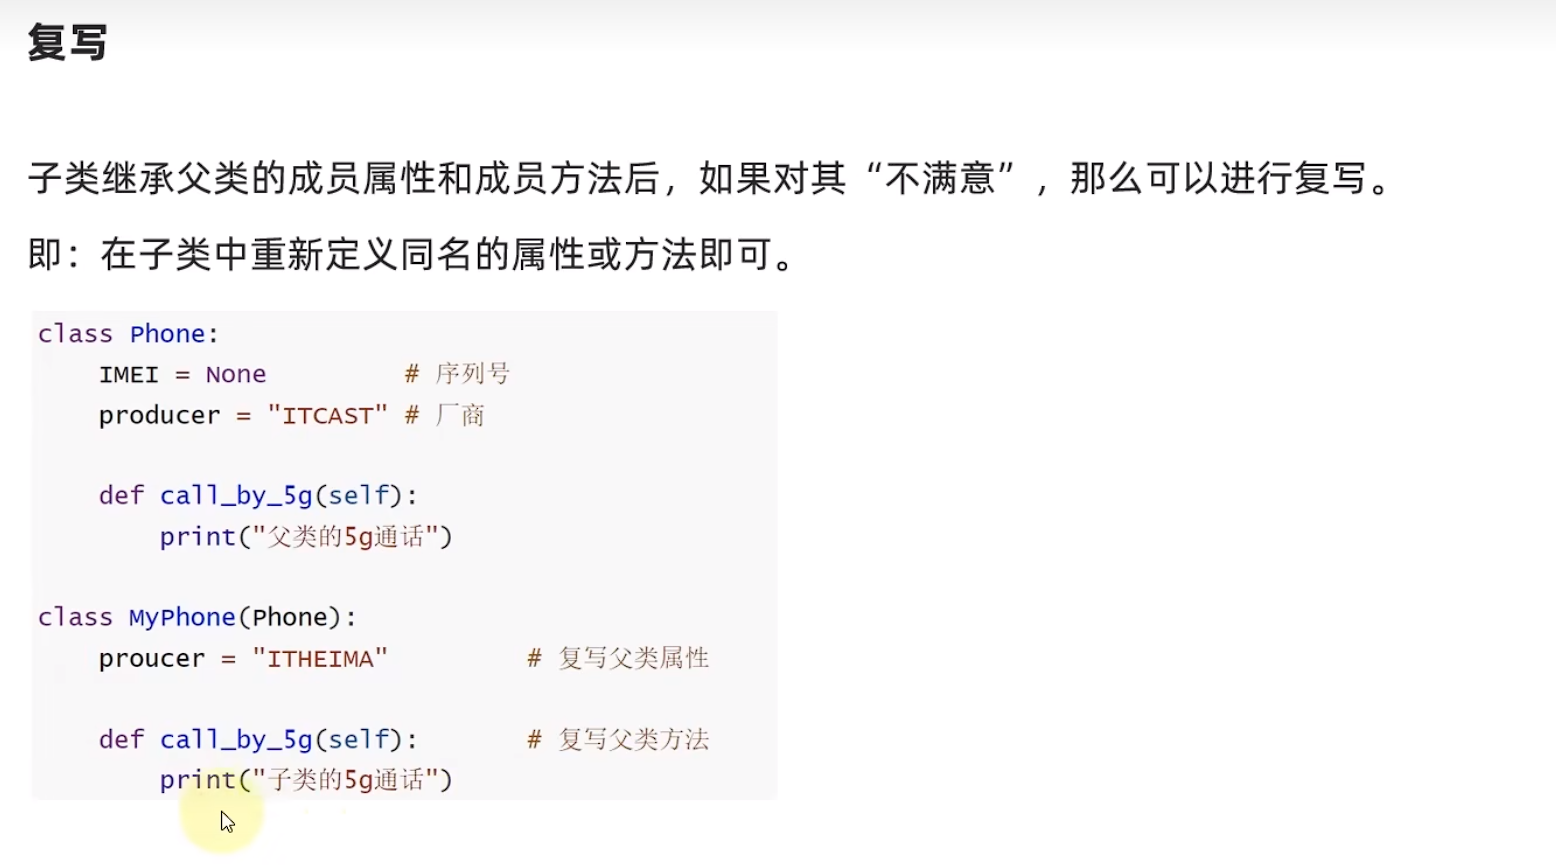 复写
子类继承父类的成员属性和成员方法后，如果对其“不满意”，那么可以进行复写。
即：在子类中重新定义同名的属性或方法即可。
class Phone:
    IMEI = None         # 序列号
    producer = "ITCAST" # 厂商
    def call_by_5g(self):
        print("父类的5g通话")
class MyPhone(Phone):
    proucer = "ITHEIMA"         # 复写父类属性
    def call_by_5g(self):       # 复写父类方法
        print("子类的5g通话")